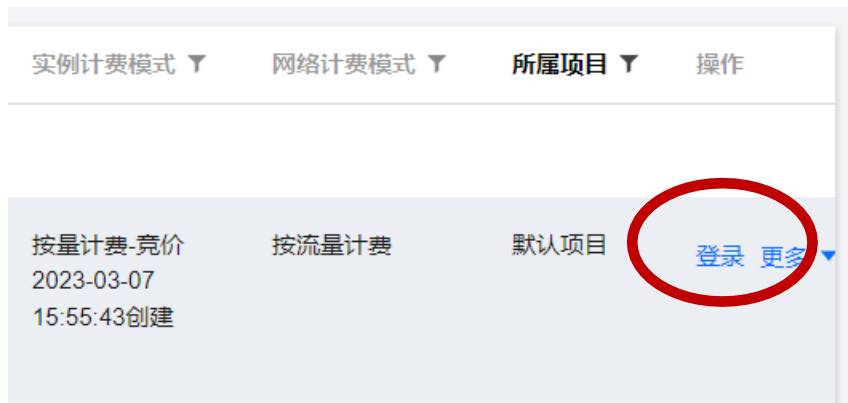 实例计费模式 网络计费模式 所属项目 操作
按量计费-竞价 按流量计费 默认项目 登录 更多
2023-03-07
15:55:43创建